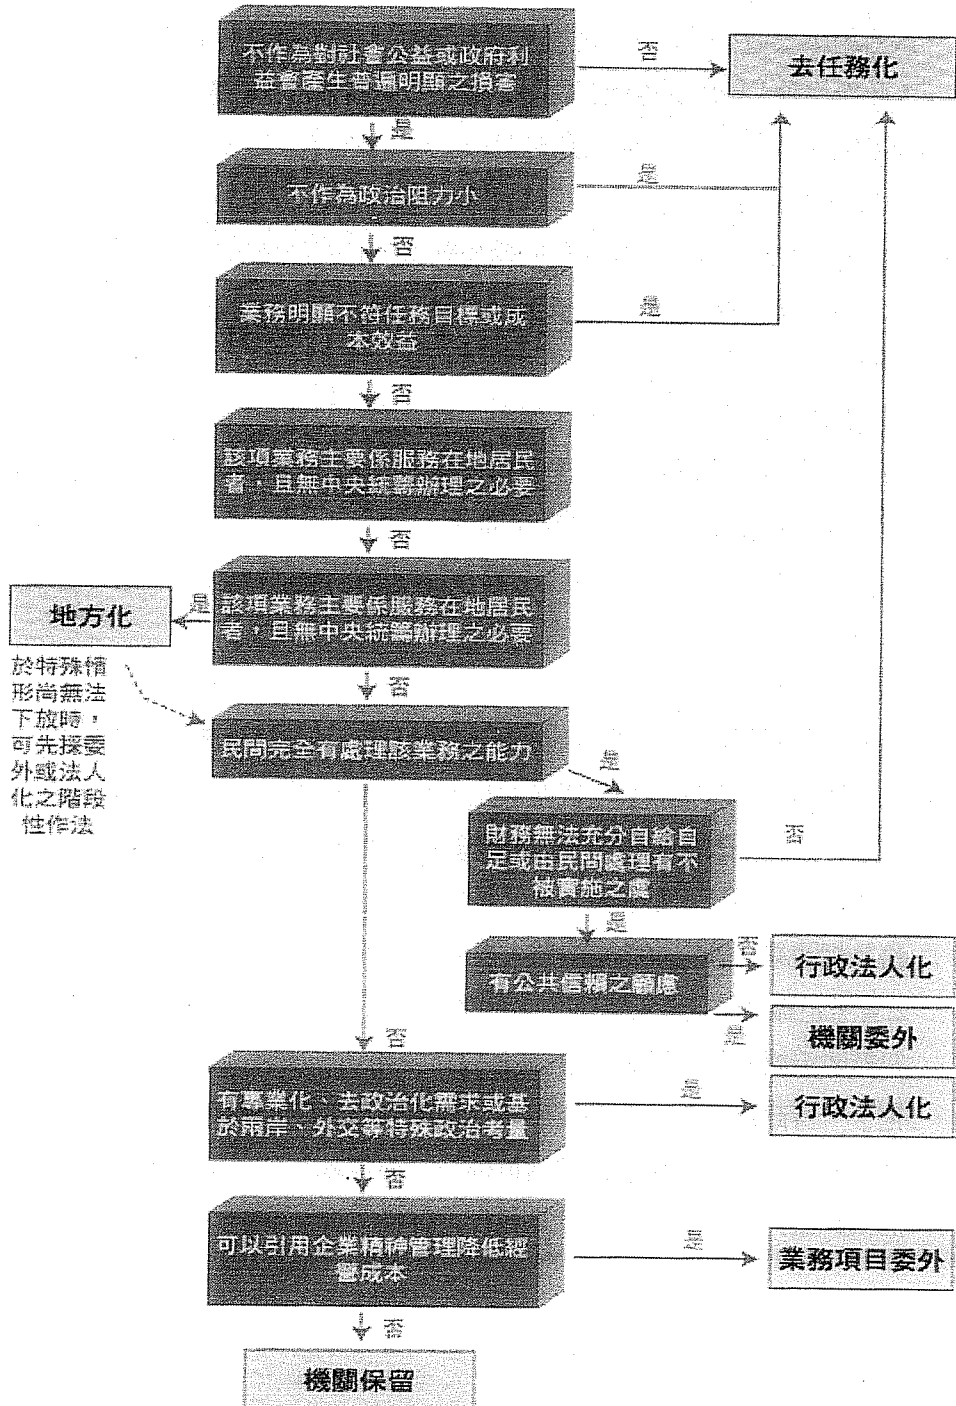 不作為對社會公益或政府利
益會產生普遍明顯之損害
否
去任務化
是
不作為政治阻力小
是
否
業務明顯不符任務目標或成
本效益
是
否
該項業務主要係服務在地居民
者，且無中央統籌辦理之必要
否
地方化
是
該項業務主要係服務在地居民
者，且無中央統籌辦理之必要
於特殊情
形尚無法
下放時，
可先採委
外或法人
化之階段
性作法
否
民間完全有處理該業務之能力
是
財務無法充分自給自
足或由民間處理有不
被實施之處
否
是
有公共信賴之顧慮
否
行政法人化
是
機關委外
否
有專業化、去政治化需求或基
於兩岸、外交等特殊政治考量
是
行政法人化
否
可以引用企業精神管理降低經
營成本
是
業務項目委外
否
機關保留